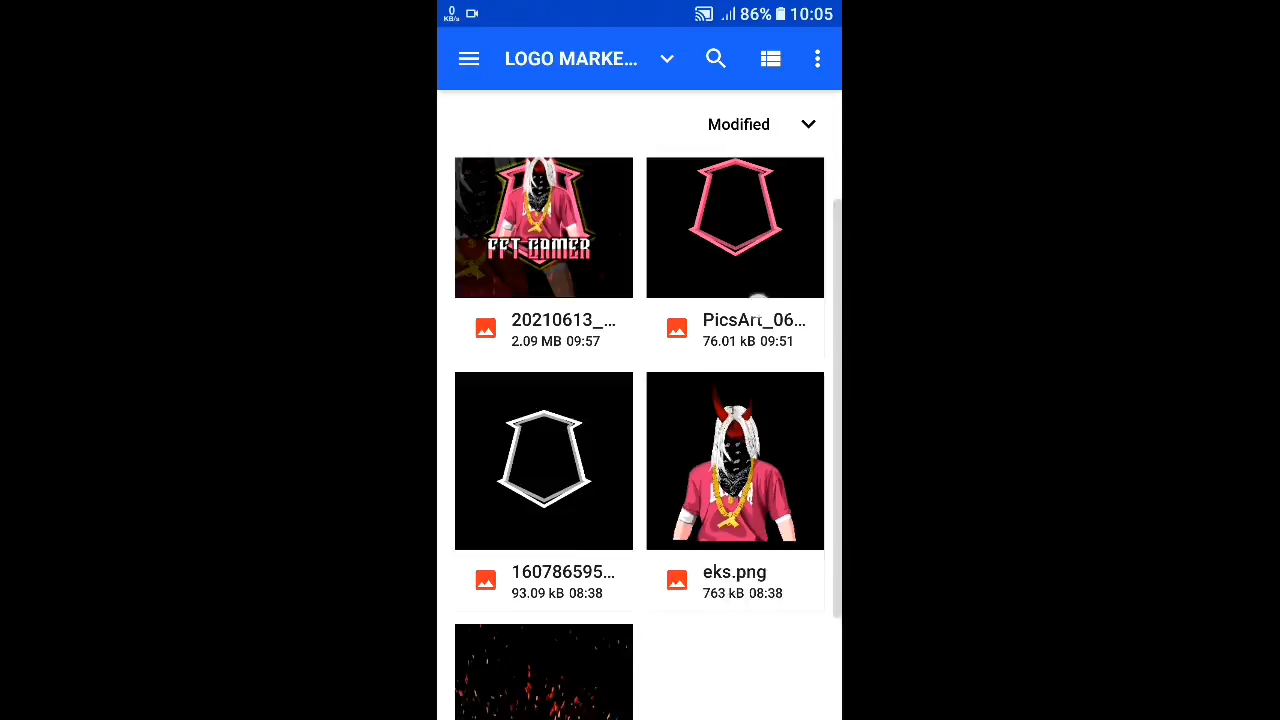 0
KB/s
86% 10:05
LOGO MARKE...
Modified
FFT GAMER
20210613_...
2.09 MB 09:57
PicsArt_06...
76.01 kB 09:51
160786595...
93.09 kB 08:38
eks.png
763 kB 08:38